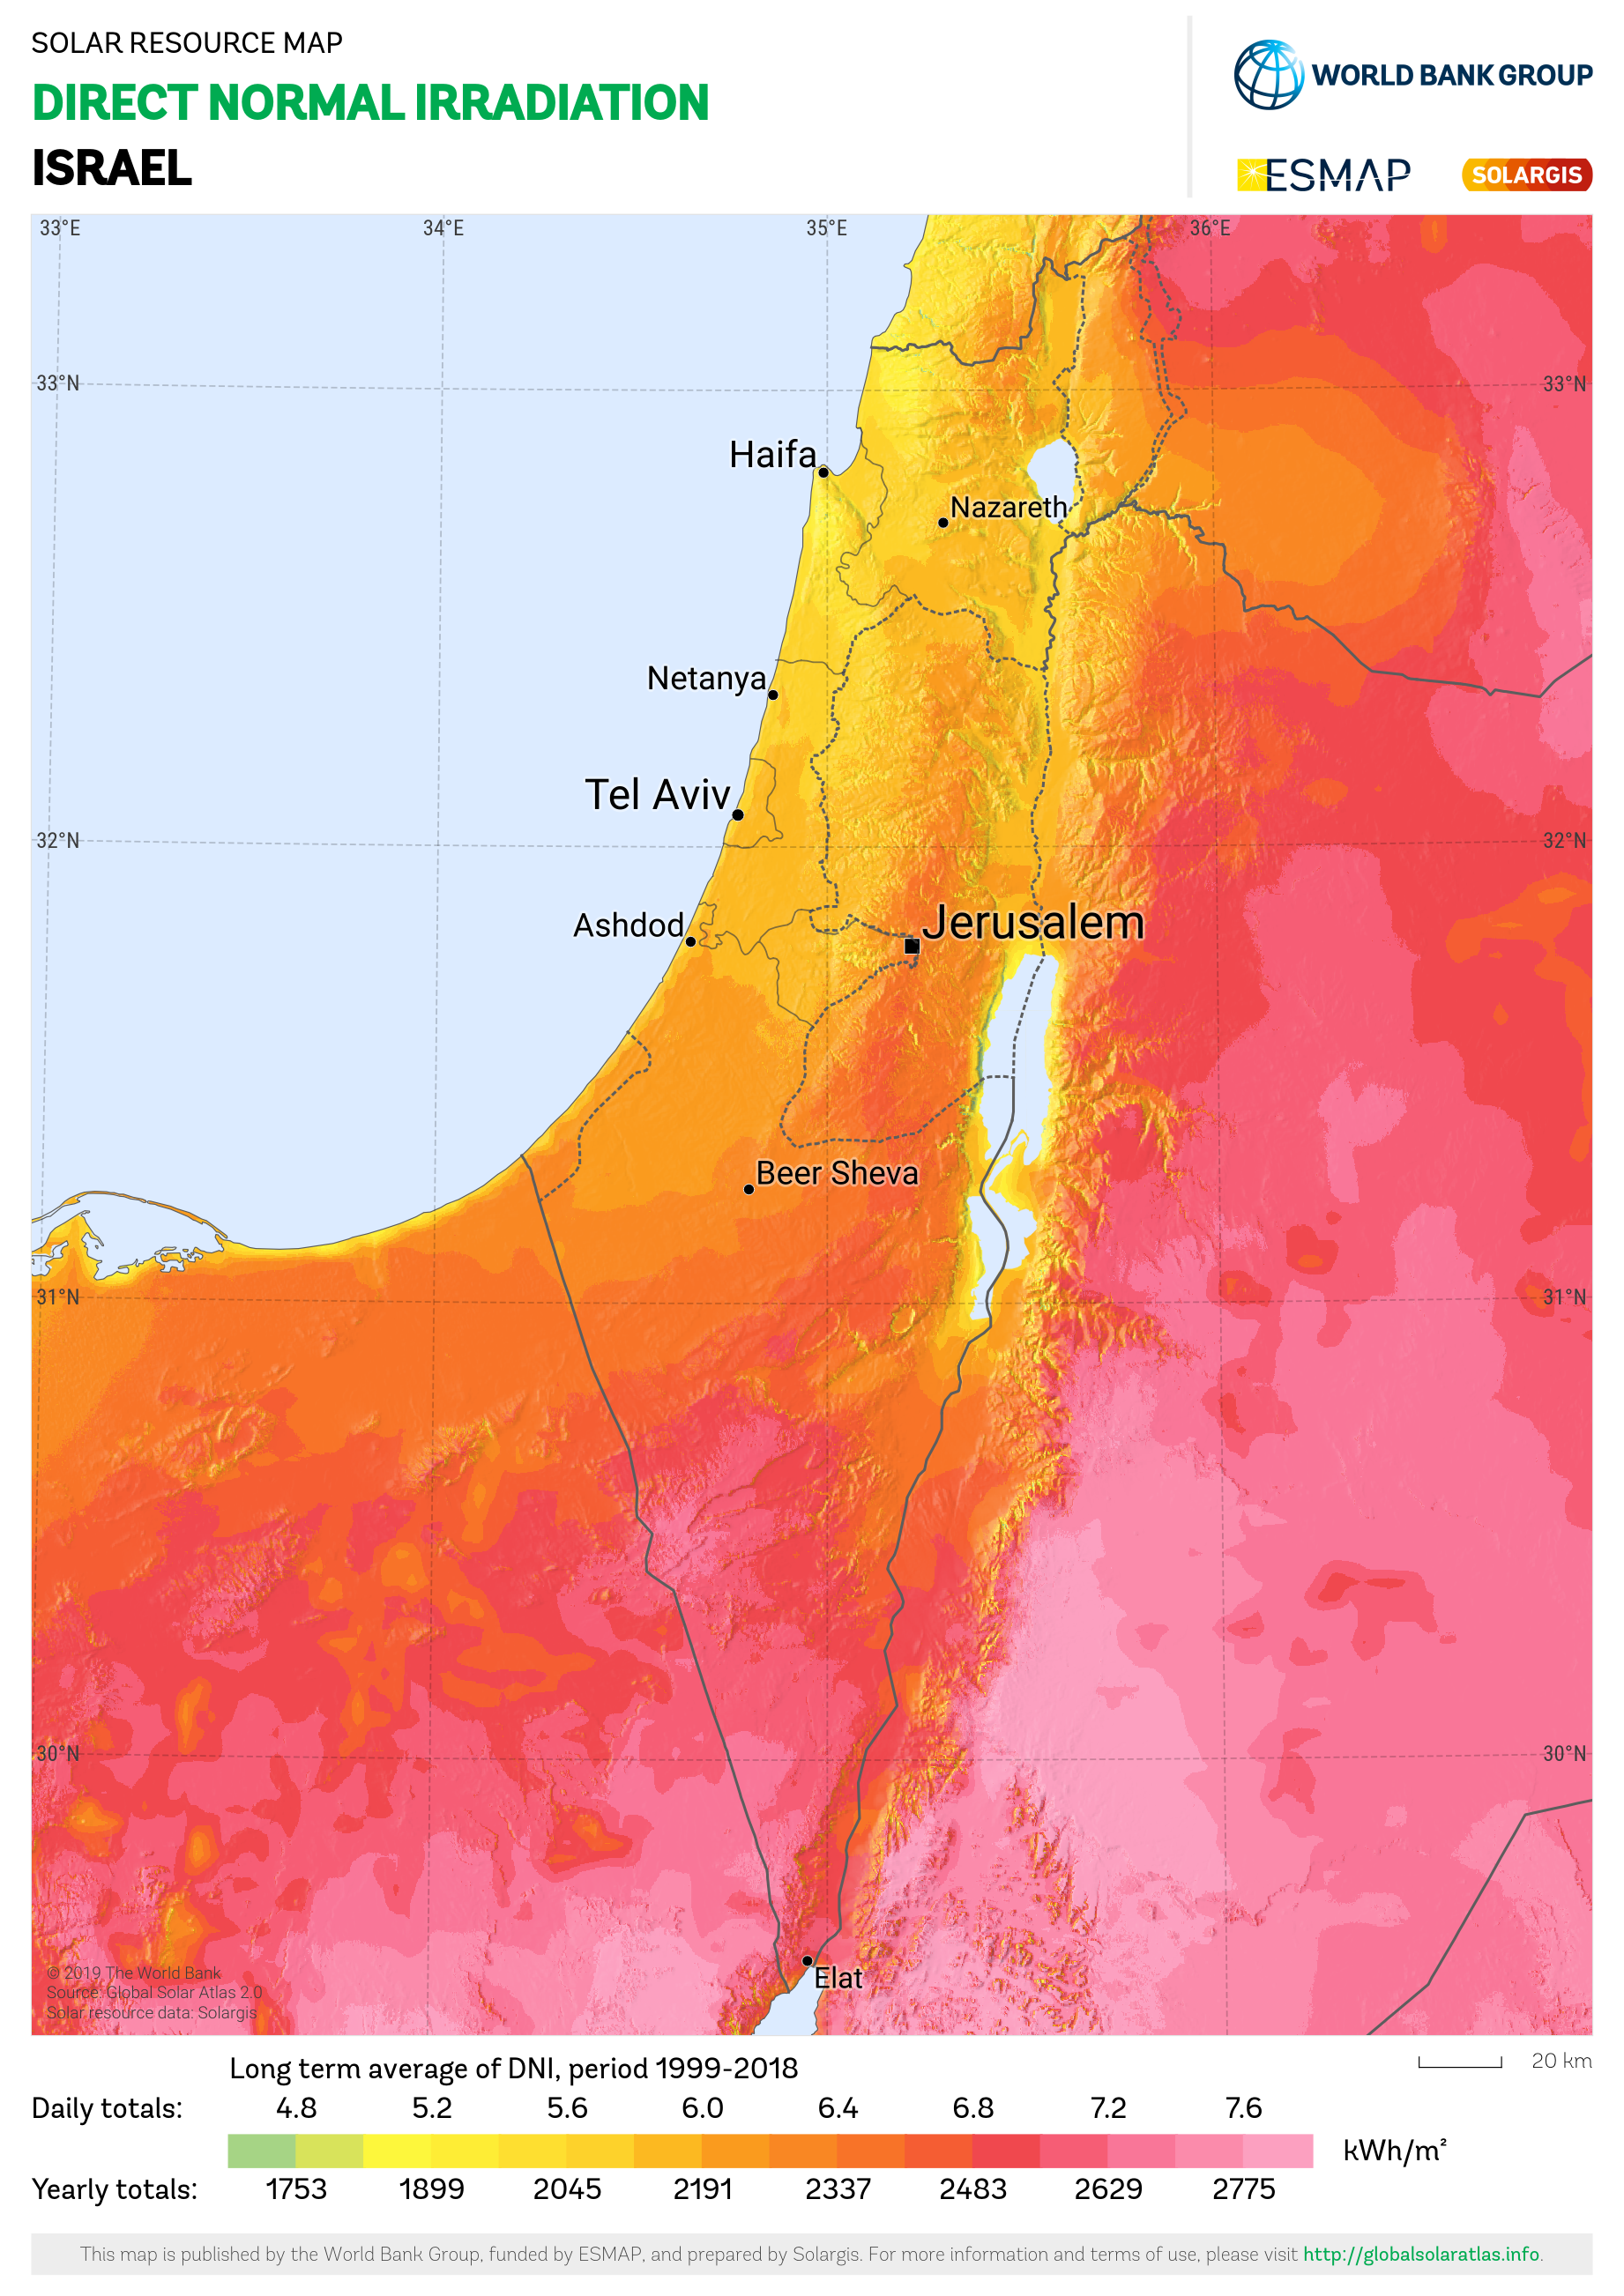 SOLAR RESOURCE MAP
DIRECT NORMAL IRRADIATION
ISRAEL
WORLD BANK GROUP
ESMAP
SOLARGIS
33°E 34°E 35°E 36°E
33°N 33°N
Haifa
Nazareth
Netanya
Tel Aviv
32°N 32°N
Jerusalem
Ashdod
Beer Sheva
31°N 31°N
30°N 30°N
Elat
© 2019 The World Bank
Source: Global Solar Atlas 2.0
Solar resource data: Solargis
20 km
Long term average of DNI, period 1999-2018
Daily totals: 4.8 5.2 5.6 6.0 6.4 6.8 7.2 7.6
kWh/m²
Yearly totals: 1753 1899 2045 2191 2337 2483 2629 2775
This map is published by the World Bank Group, funded by ESMAP, and prepared by Solargis. For more information and terms of use, please visit http://globalsolaratlas.info.